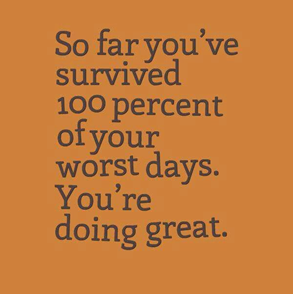 So far you've
survived
100 percent
of your
worst days.
You're
doing great.